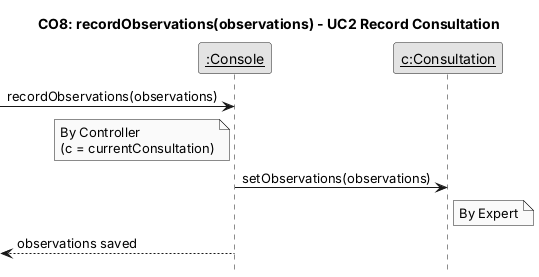 CO8: recordObservations(observations) - UC2 Record Consultation
:Console
c:Consultation
recordObservations(observations)
By Controller
(c = currentConsultation)
setObservations(observations)
By Expert
observations saved